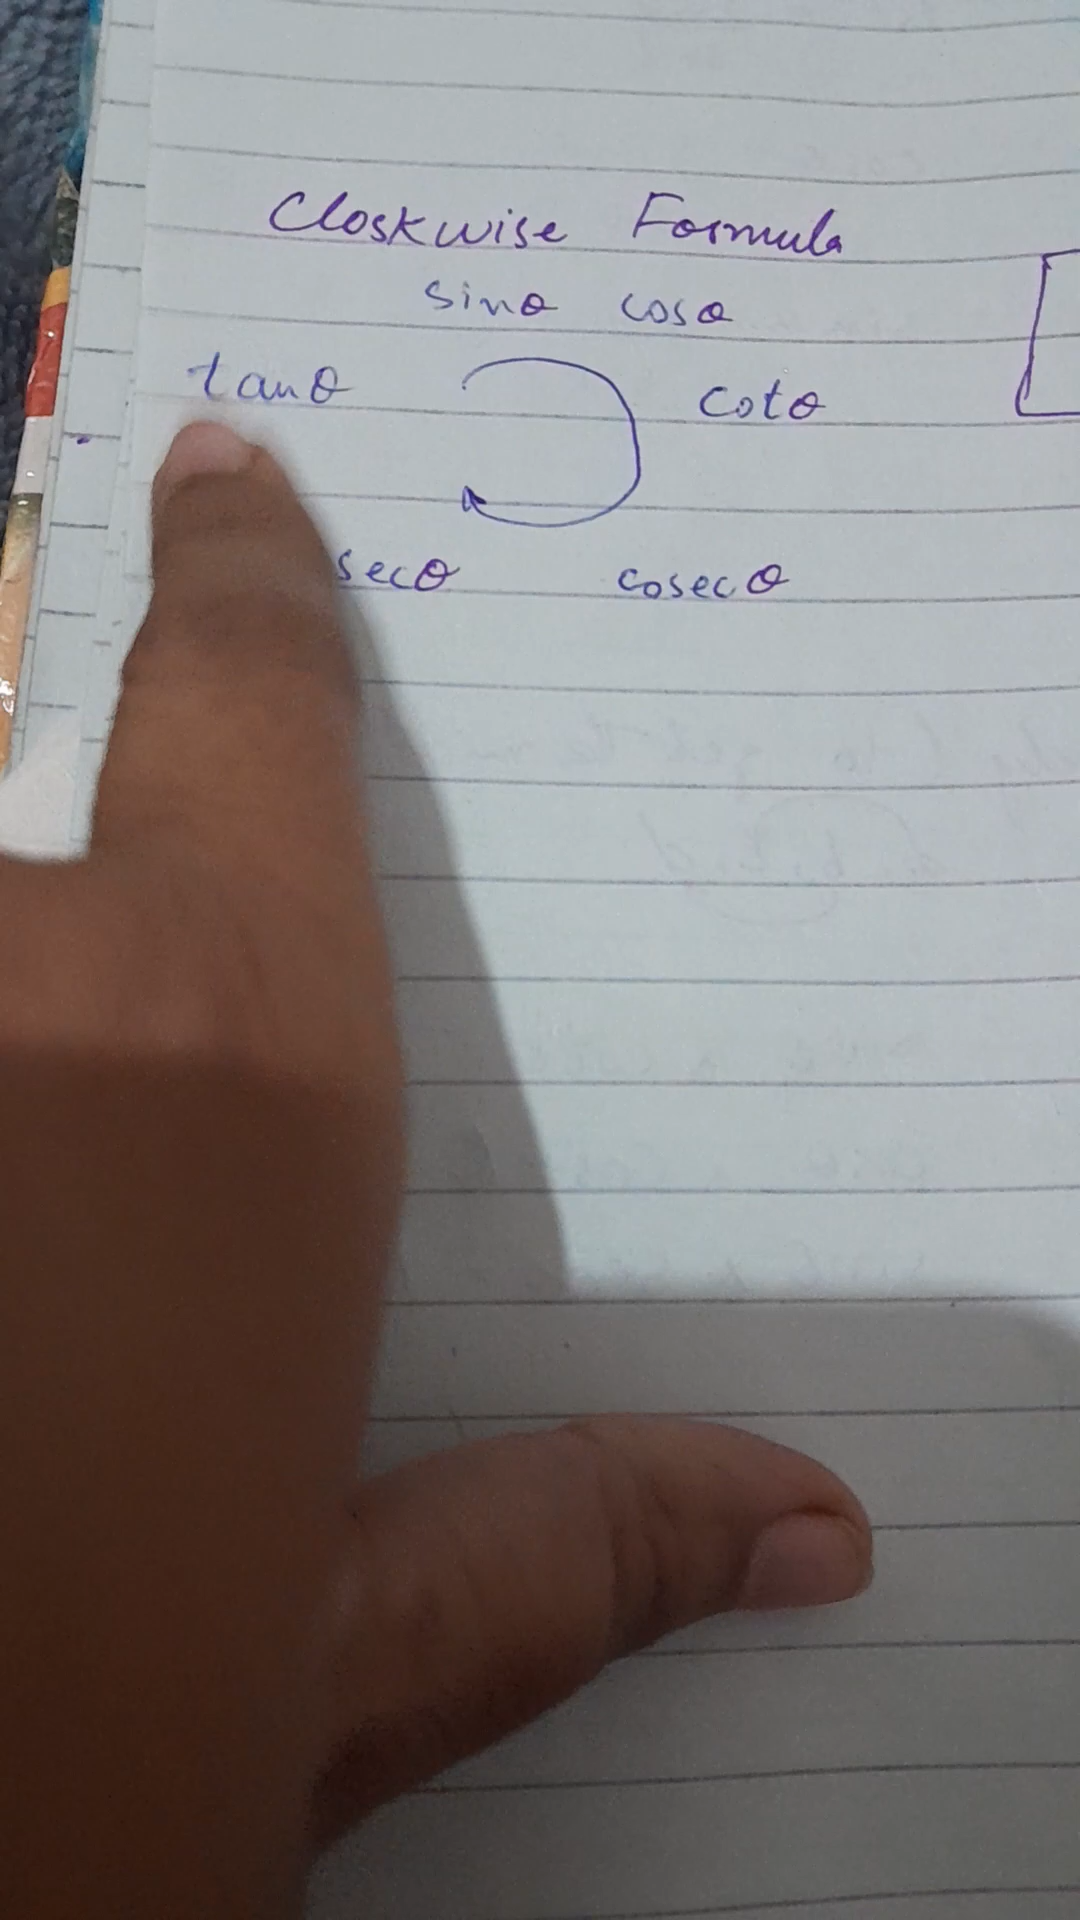 Closkwise Formula
sinθ cosθ
tanθ cotθ
secθ cosecθ